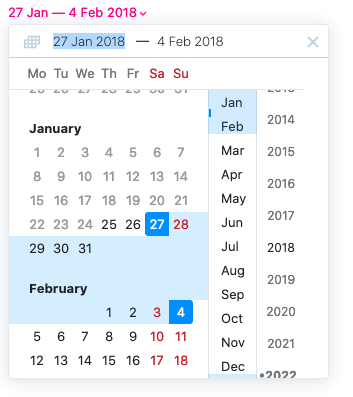 27 Jan — 4 Feb 2018
27 Jan 2018 — 4 Feb 2018
Mo Tu We Th Fr Sa Su
January
1 2 3 4 5 6 7
8 9 10 11 12 13 14
15 16 17 18 19 20 21
22 23 24 25 26 27 28
29 30 31
February
1 2 3 4
5 6 7 8 9 10 11
12 13 14 15 16 17 18
Jan
Feb
Mar
Apr
May
Jun
Jul
Aug
Sep
Oct
Nov
Dec
2014
2015
2016
2017
2018
2019
2020
2021
•2022